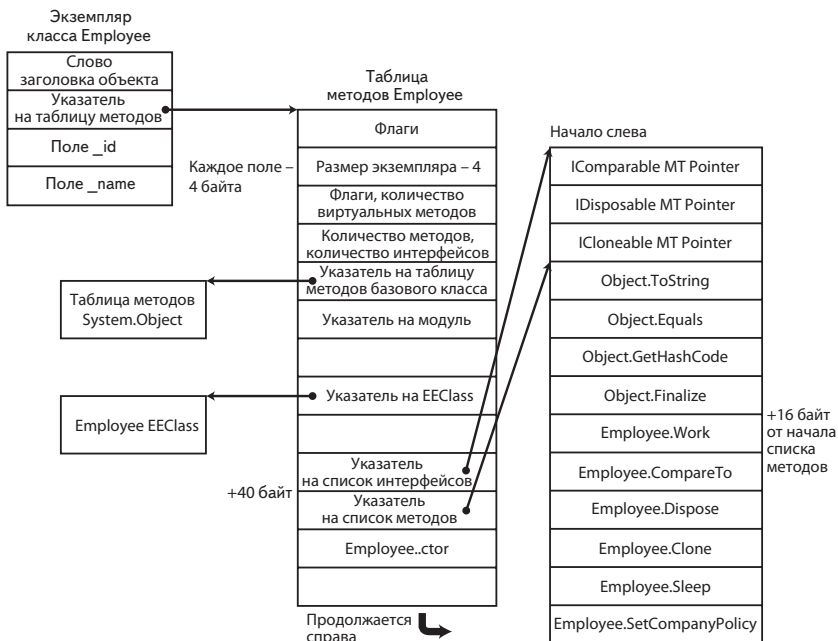 Экземпляр
класса Employee
Слово
заголовка объекта
Указатель
на таблицу методов
Поле _id
Поле _name
Каждое поле –
4 байта
Таблица
методов Employee
Флаги
Размер экземпляра – 4
Флаги, количество
виртуальных методов
Количество методов,
количество интерфейсов
Указатель на таблицу
методов базового класса
Указатель на модуль
Указатель на EEClass
Указатель
на список интерфейсов
Указатель
на список методов
Employee..ctor
Продолжается
справа
Таблица методов
System.Object
Employee EEClass
+40 байт
Начало слева
IComparable MT Pointer
IDisposable MT Pointer
ICloneable MT Pointer
Object.ToString
Object.Equals
Object.GetHashCode
Object.Finalize
Employee.Work
Employee.CompareTo
Employee.Dispose
Employee.Clone
Employee.Sleep
Employee.SetCompanyPolicy
+16 байт
от начала
списка
методов